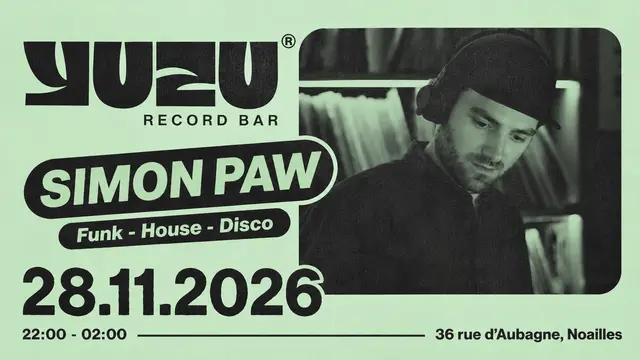 YUZU®
RECORD BAR
SIMON PAW
Funk - House - Disco
28.11.2026
22:00 - 02:00
36 rue d'Aubagne, Noailles